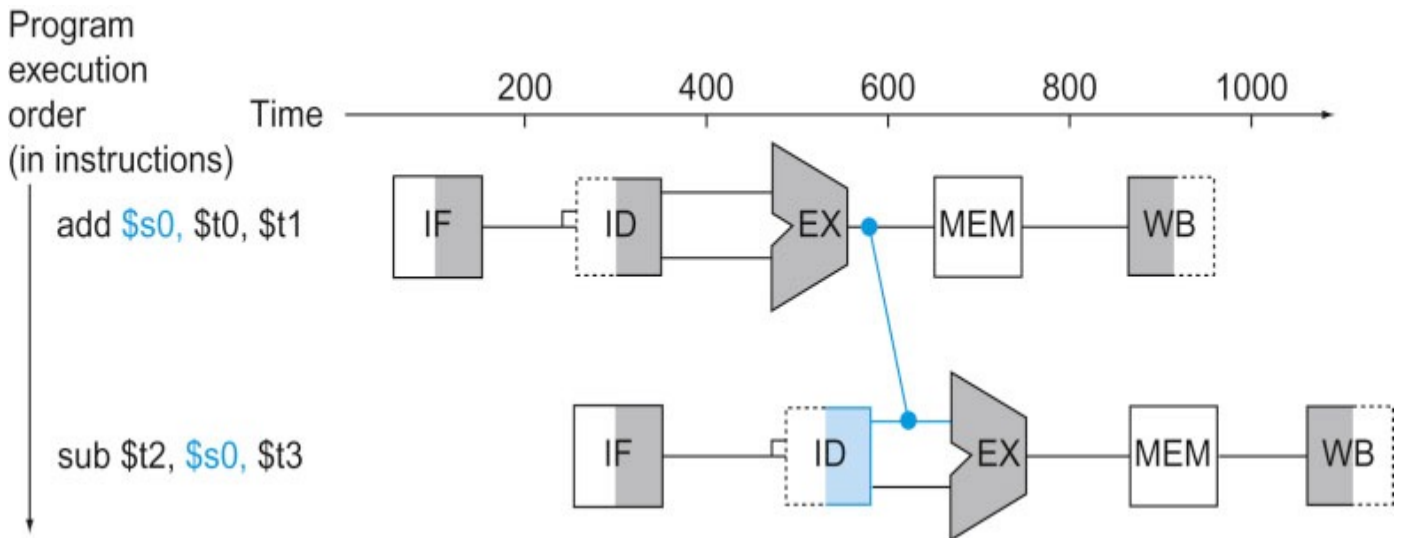 Program
execution
order
(in instructions)
Time
200 400 600 800 1000
add $s0, $t0, $t1
IF ID EX MEM WB
sub $t2, $s0, $t3
IF ID EX MEM WB